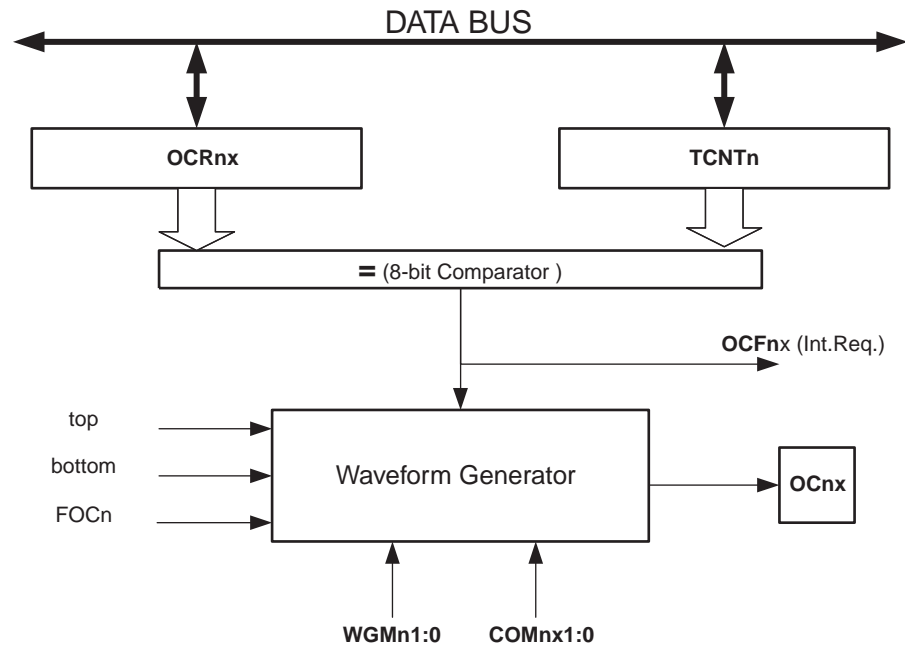 DATA BUS
OCRnx
TCNTn
= (8-bit Comparator )
OCFnx (Int.Req.)
top
bottom
FOCn
Waveform Generator
OCnx
WGMn1:0
COMnx1:0